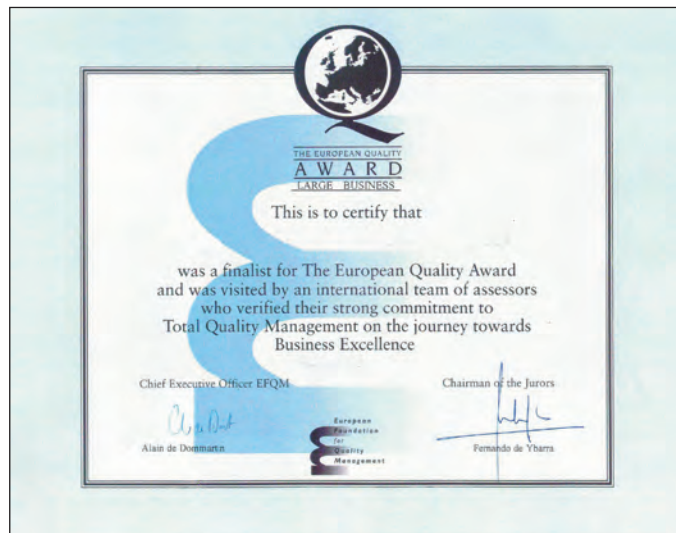 THE EUROPEAN QUALITY
AWARD
LARGE BUSINESS
This is to certify that
was a finalist for The European Quality Award
and was visited by an international team of assessors
who verified their strong commitment to
Total Quality Management on the journey towards
Business Excellence
Chief Executive Officer EFQM
Chairman of the Jurors
Alain de Dommartin
Fernando de Ybarra
European
Foundation
for
Quality
Management